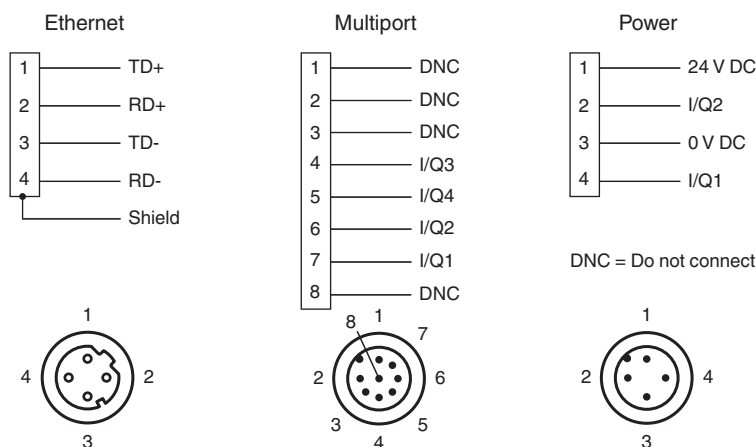 Ethernet
1 TD+
2 RD+
3 TD-
4 RD-
Shield
1
4 2
3
Multiport
1 DNC
2 DNC
3 DNC
4 I/Q3
5 I/Q4
6 I/Q2
7 I/Q1
8 DNC
8 1 7
2 6
3 4 5
Power
1 24 V DC
2 I/Q2
3 0 V DC
4 I/Q1
DNC = Do not connect
1
2 4
3